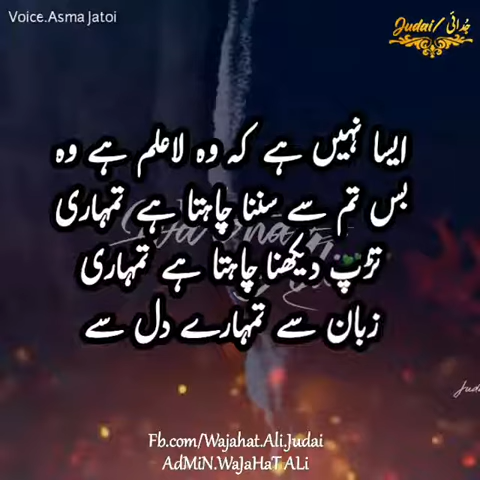 Voice.Asma Jatoi
Judai/ جُدائی
ایسا نہیں ہے کہ وہ لاعلم ہے وہ
بس تم سے سننا چاہتا ہے تمہاری
تڑپ دیکھنا چاہتا ہے تمہاری
زبان سے تمہارے دل سے
Fb.com/Wajahat.Ali.Judai
AdMiN.WaJaHaT ALi